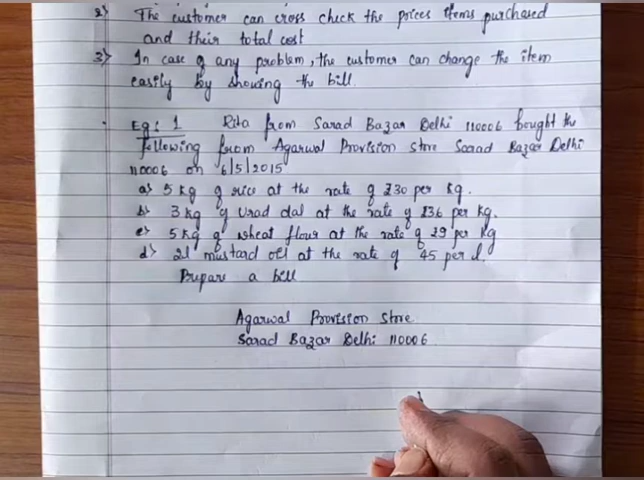 2) The customer can cross check the prices items purchased
and their total cost
3) In case of any problem, the customer can change the item
easily by showing the bill
Eg: 1 Rita from Sarad Bazar Delhi 110006 bought the
following from Agarwal Provision store Sarad Bazar Delhi
110006 on 6/5/2015
a) 5 kg of rice at the rate of ₹30 per kg.
b) 3 kg of urad dal at the rate of ₹36 per kg.
c) 5 kg of wheat flour at the rate of ₹9 per kg
d) 2l mustard oil at the rate of 45 per l.
Prepare a bill
Agarwal Provision Store
Sarad Bazar Delhi 110006